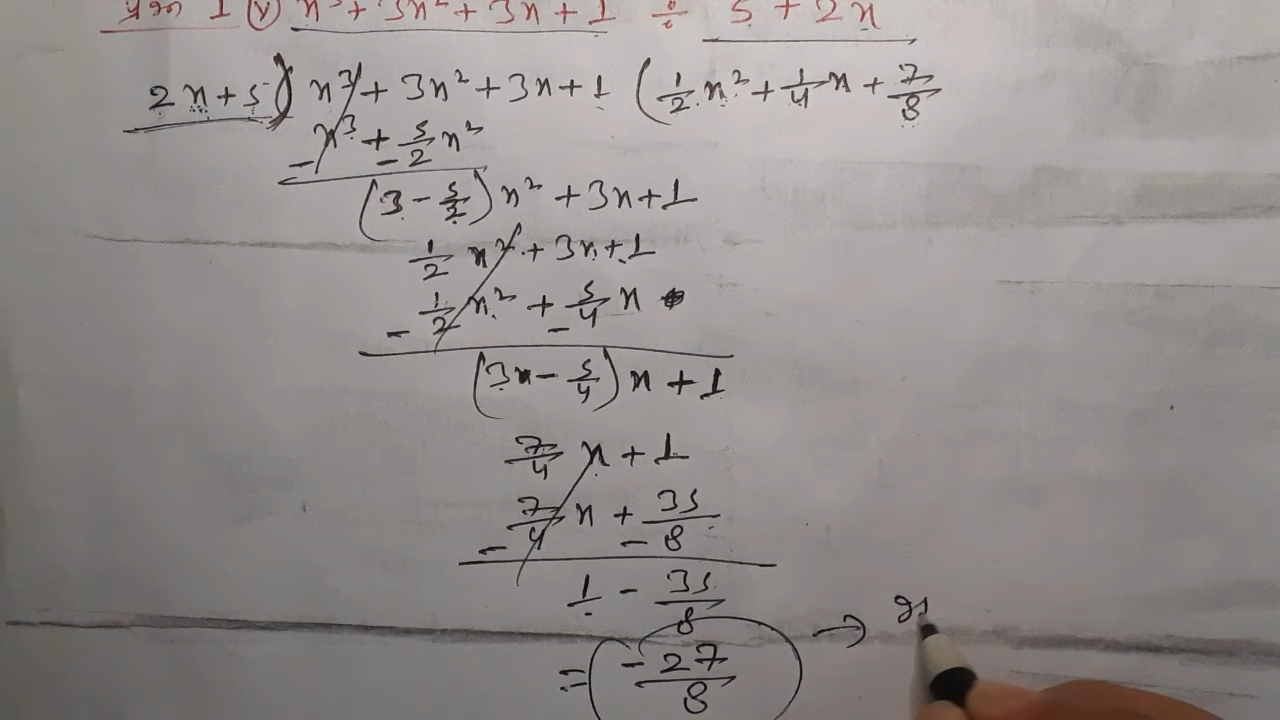 x³ + 3x² + 3x + 1 ÷ 5 + 2x
2x + 5 ) x³ + 3x² + 3x + 1 ( 1/2 x² + 1/4 x + 7/8
- x³ + - 5/2 x²
(3 - 5/2) x² + 3x + 1
1/2 x² + 3x + 1
- 1/2 x² + - 5/4 x
(3x - 5/4) x + 1
7/4 x + 1
- 7/4 x + - 35/8
1 - 35/8
= -27/8 →